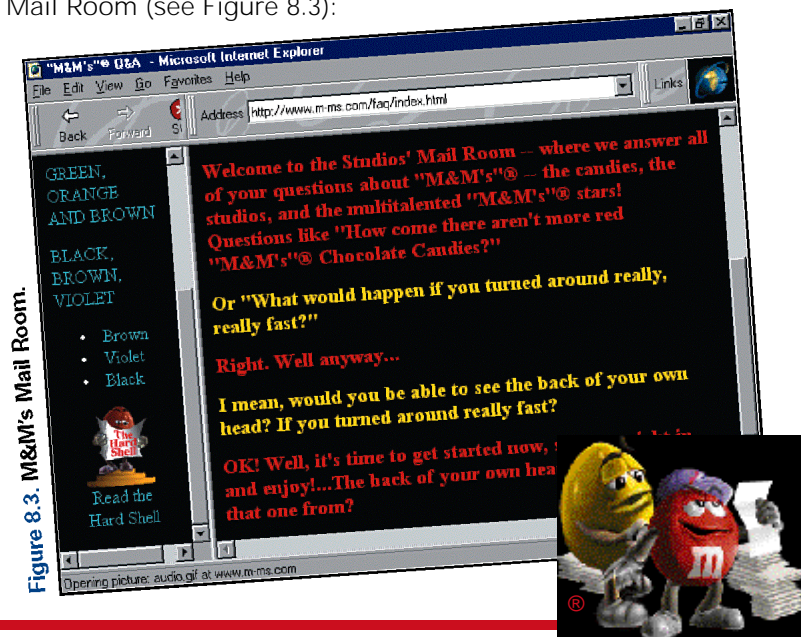 Mail Room (see Figure 8.3):
"M&M's"® Q&A - Microsoft Internet Explorer
File Edit View Go Favorites Help
Back Forward
Address http://www.m-ms.com/faq/index.html
Links
GREEN,
ORANGE
AND BROWN
BLACK,
BROWN,
VIOLET
• Brown
• Violet
• Black
The
Hard
Shell
Read the
Hard Shell
Welcome to the Studios' Mail Room -- where we answer all
of your questions about "M&M's"® -- the candies, the
studios, and the multitalented "M&M's"® stars!
Questions like "How come there aren't more red
"M&M's"® Chocolate Candies?"
Or "What would happen if you turned around really,
really fast?"
Right. Well anyway...
I mean, would you be able to see the back of your own
head? If you turned around really fast?
OK! Well, it's time to get started now,
and enjoy!...The back of your own
that one from?
Opening picture: audio.gif at www.m-ms.com
Figure 8.3. M&M's Mail Room.
m
®